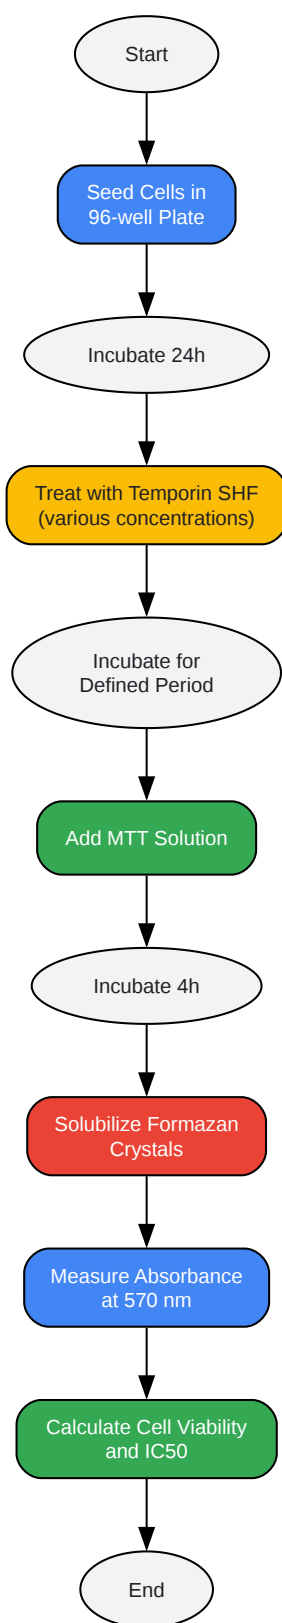 Start
Seed Cells in
96-well Plate
Incubate 24h
Treat with Temporin SHF
(various concentrations)
Incubate for
Defined Period
Add MTT Solution
Incubate 4h
Solubilize Formazan
Crystals
Measure Absorbance
at 570 nm
Calculate Cell Viability
and IC50
End